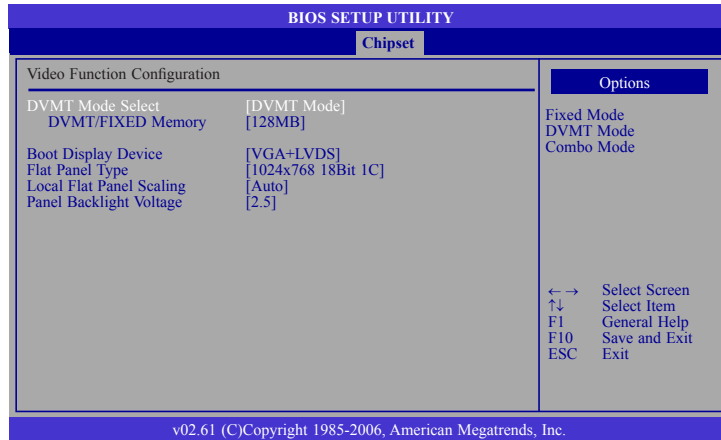 BIOS SETUP UTILITY
Chipset
Video Function Configuration
DVMT Mode Select [DVMT Mode]
DVMT/FIXED Memory [128MB]
Boot Display Device [VGA+LVDS]
Flat Panel Type [1024x768 18Bit 1C]
Local Flat Panel Scaling [Auto]
Panel Backlight Voltage [2.5]
Options
Fixed Mode
DVMT Mode
Combo Mode
←→ Select Screen
↑↓ Select Item
F1 General Help
F10 Save and Exit
ESC Exit
v02.61 (C)Copyright 1985-2006, American Megatrends, Inc.